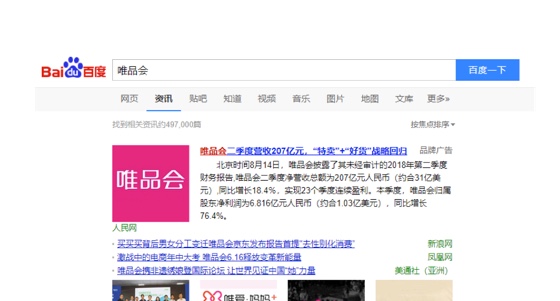 Bai du 百度 唯品会 百度一下
网页 资讯 贴吧 知道 视频 音乐 图片 地图 文库 更多»
找到相关资讯约497,000篇 按焦点排序
唯品会二季度营收207亿元，“特卖”+“好货”战略回归 品牌广告
唯品会
北京时间8月14日，唯品会披露了其未经审计的2018年第二季度
财务报告,唯品会二季度净营收总额为207亿元人民币（约合31亿美
元）,同比增长18.4%，实现23个季度连续盈利。本季度，唯品会归属
股东净利润为6.816亿元人民币（约合1.03亿美元），同比增长
76.4%。
人民网
买买买背后男女分工变迁唯品会京东发布报告首提“去性别化消费” 新浪网
激战中的电商年中大考 唯品会6.16释放变革新能量 凤凰网
唯品会携非遗绣娘登国际论坛 让世界见证中国“她”力量 美通社（亚洲）
唯爱·妈妈+